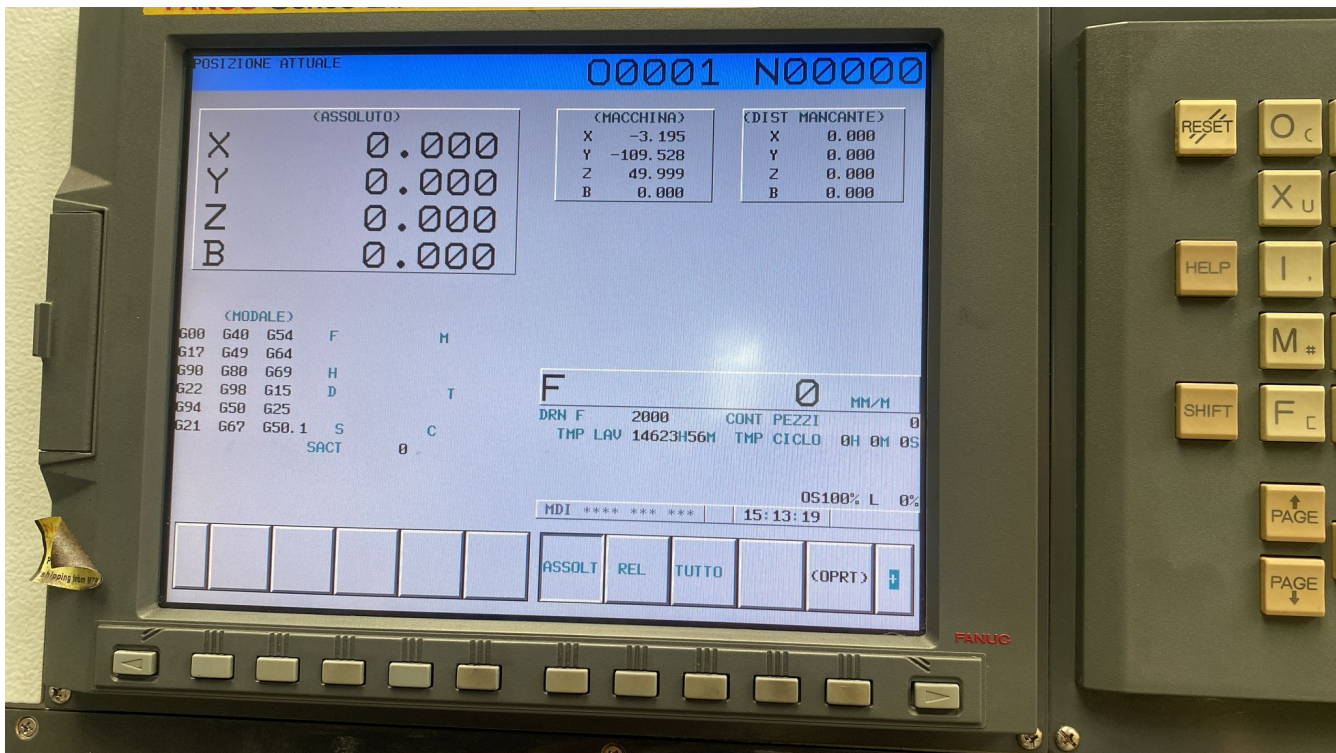 POSIZIONE ATTUALE O0001 N00000
(ASSOLUTO)
X 0.000
Y 0.000
Z 0.000
B 0.000
(MACCHINA)
X -3.195
Y -109.528
Z 49.999
B 0.000
(DIST MANCANTE)
X 0.000
Y 0.000
Z 0.000
B 0.000
(MODALE)
G00 G40 G54 F M
G17 G49 G64
G90 G80 G69 H
G22 G98 G15 D T
G94 G50 G25
G21 G67 G50.1 S C
SACT 0
F 0 MM/M
DRN F 2000 CONT PEZZI 0
TMP LAV 14623H56M TMP CICLO 0H 0M 0S
OS100% L 0%
MDI **** *** *** 15:13:19
ASSOLT REL TUTTO (OPRT) +
FANUC
RESET
O (
X U
HELP
I ,
M #
SHIFT
F [
PAGE
PAGE
shipping from